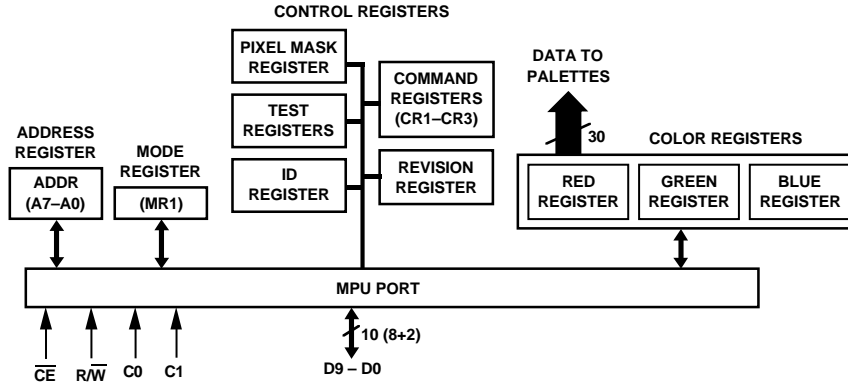 CONTROL REGISTERS
PIXEL MASK
REGISTER
TEST
REGISTERS
ID
REGISTER
COMMAND
REGISTERS
(CR1–CR3)
REVISION
REGISTER
DATA TO
PALETTES
30
ADDRESS
REGISTER
ADDR
(A7–A0)
MODE
REGISTER
(MR1)
COLOR REGISTERS
RED
REGISTER
GREEN
REGISTER
BLUE
REGISTER
MPU PORT
10 (8+2)
C̅E̅
R/W̅
C0
C1
D9 – D0